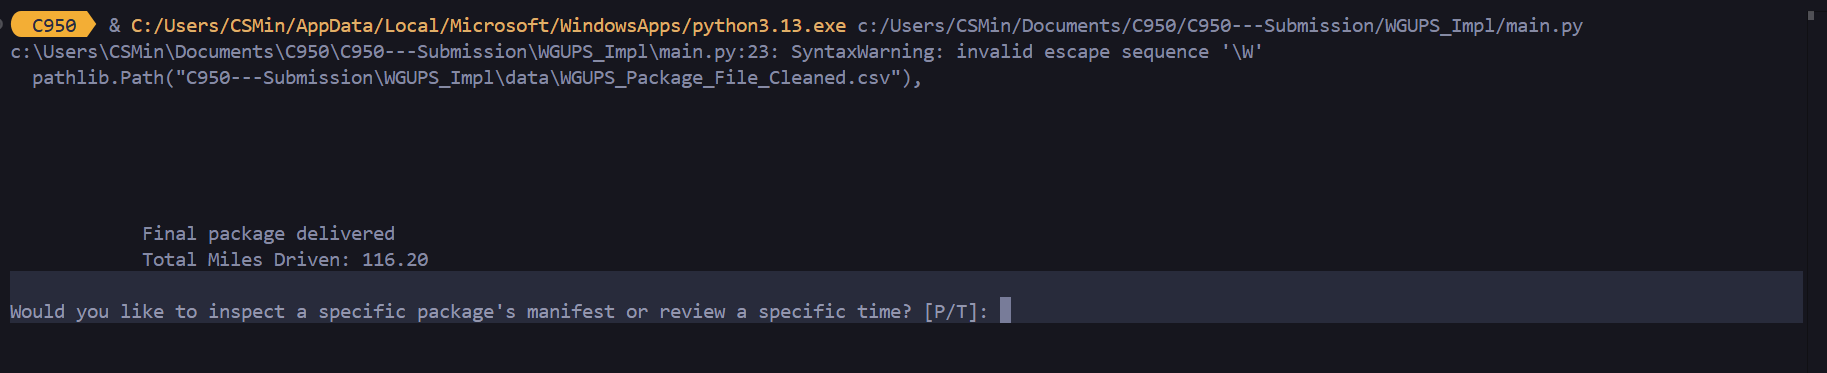 C950 & C:/Users/CSMin/AppData/Local/Microsoft/WindowsApps/python3.13.exe c:/Users/CSMin/Documents/C950/C950---Submission/WGUPS_Impl/main.py
c:\Users\CSMin\Documents\C950\C950---Submission\WGUPS_Impl\main.py:23: SyntaxWarning: invalid escape sequence '\W'
  pathlib.Path("C950---Submission\WGUPS_Impl\data\WGUPS_Package_File_Cleaned.csv"),
Final package delivered
Total Miles Driven: 116.20
Would you like to inspect a specific package's manifest or review a specific time? [P/T]: